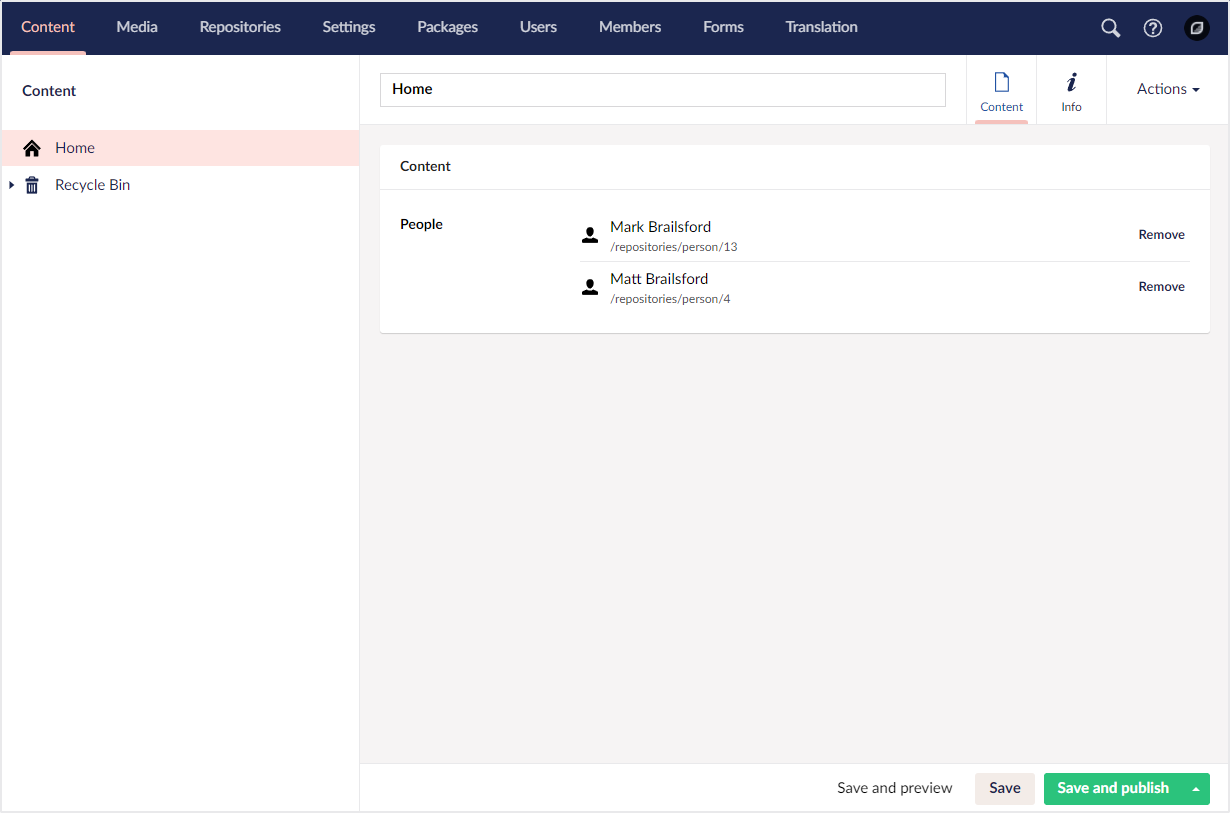 Content Media Repositories Settings Packages Users Members Forms Translation
Content
Home
Recycle Bin
Home
Content
Info
Actions
Content
People
Mark Brailsford
/repositories/person/13
Remove
Matt Brailsford
/repositories/person/4
Remove
Save and preview
Save
Save and publish